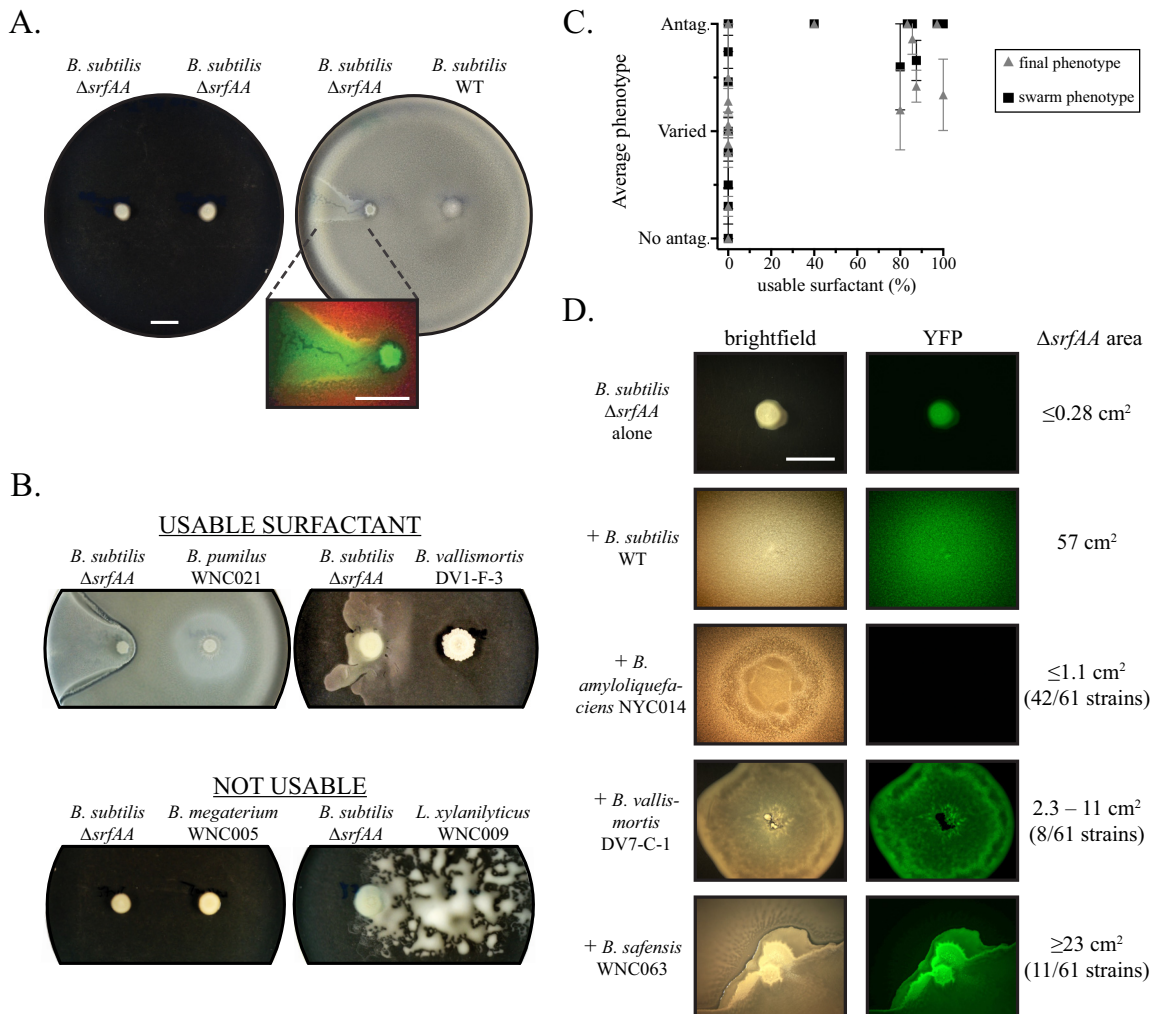 A.
B. subtilis B. subtilis
ΔsrfAA ΔsrfAA
B. subtilis B. subtilis
ΔsrfAA WT
B.
USABLE SURFACTANT
B. subtilis B. pumilus B. subtilis B. vallismortis
ΔsrfAA WNC021 ΔsrfAA DV1-F-3
NOT USABLE
B. subtilis B. megaterium B. subtilis L. xylanilyticus
ΔsrfAA WNC005 ΔsrfAA WNC009
C.
Average phenotype
Antag.
Varied
No antag.
0 20 40 60 80 100
usable surfactant (%)
final phenotype
swarm phenotype
D.
brightfield YFP ΔsrfAA area
B. subtilis
ΔsrfAA
alone
≤0.28 cm²
+ B. subtilis
WT
57 cm²
+ B.
amyloliquefa-
ciens NYC014
≤1.1 cm²
(42/61 strains)
+ B. vallis-
mortis
DV7-C-1
2.3 – 11 cm²
(8/61 strains)
+ B. safensis
WNC063
≥23 cm²
(11/61 strains)